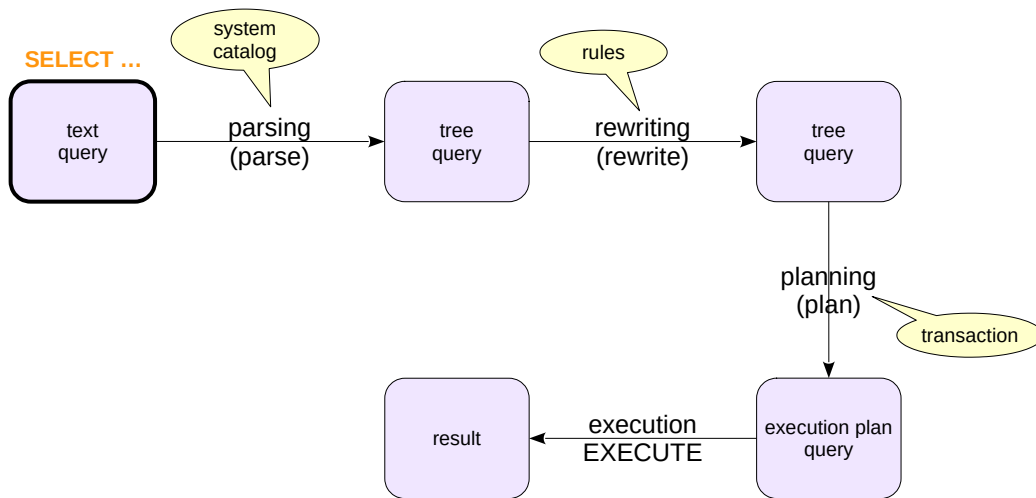 SELECT …
system
catalog
rules
text
query
parsing
(parse)
tree
query
rewriting
(rewrite)
tree
query
planning
(plan)
transaction
result
execution
EXECUTE
execution plan
query